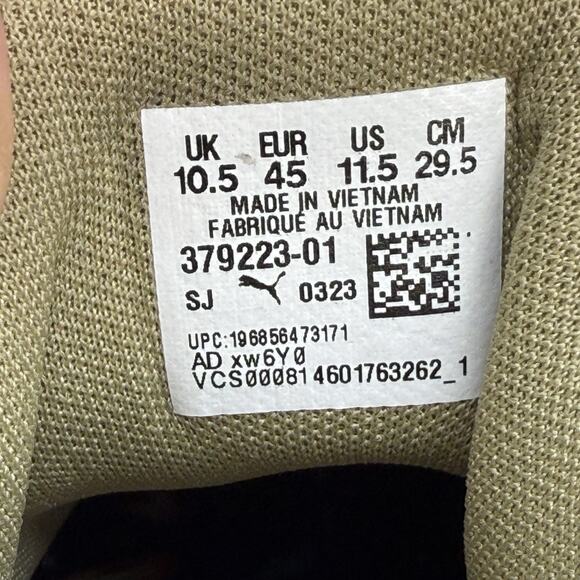 UK EUR US CM
10.5 45 11.5 29.5
MADE IN VIETNAM
FABRIQUÉ AU VIETNAM
379223-01
SJ 0323
UPC:196856473171
AD xw6Y0
VCS000814601763262_1